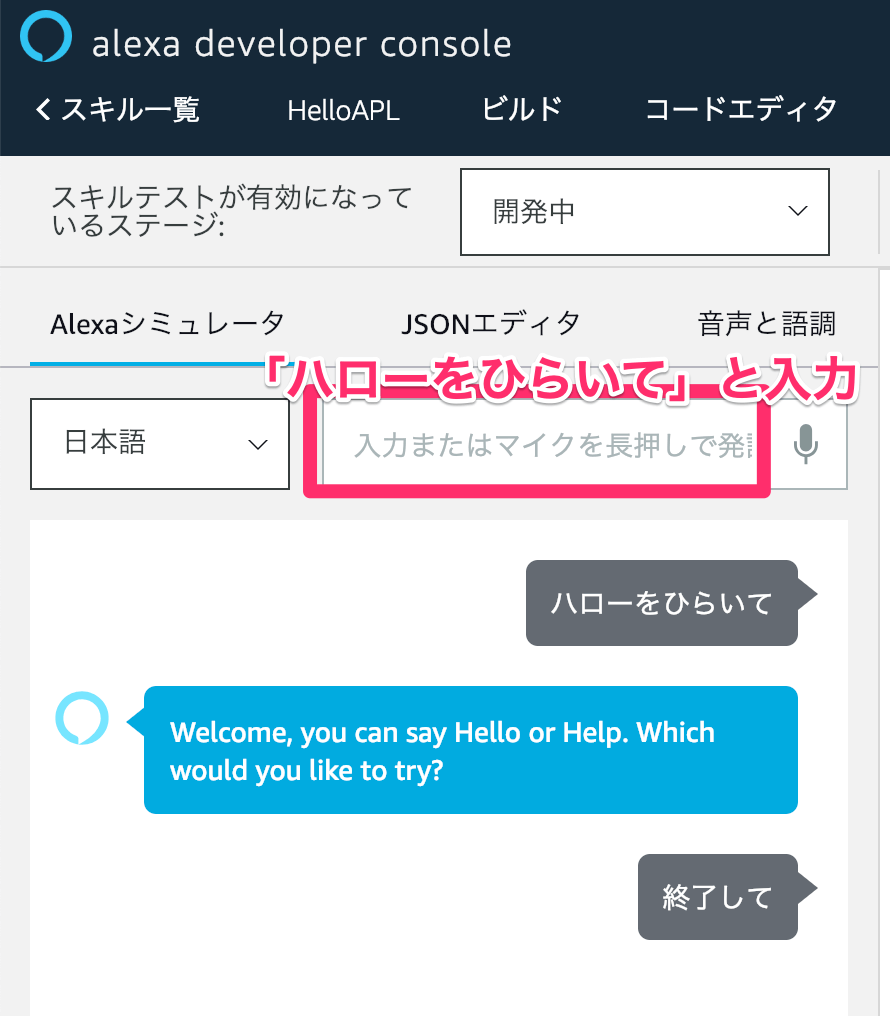 alexa developer console
スキル一覧 HelloAPL ビルド コードエディタ
スキルテストが有効になって
いるステージ:
開発中
Alexaシミュレータ JSONエディタ 音声と語調
「ハローをひらいて」と入力
日本語
入力またはマイクを長押しで発
ハローをひらいて
Welcome, you can say Hello or Help. Which
would you like to try?
終了して